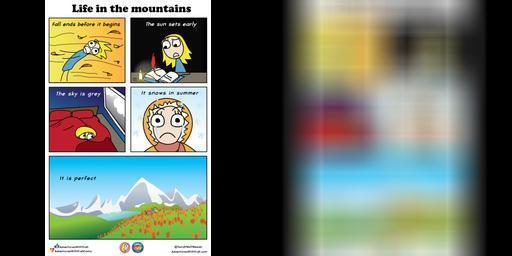 Life in the mountains
Fall ends before it begins
The sun sets early
The sky is grey
It snows in summer
It is perfect